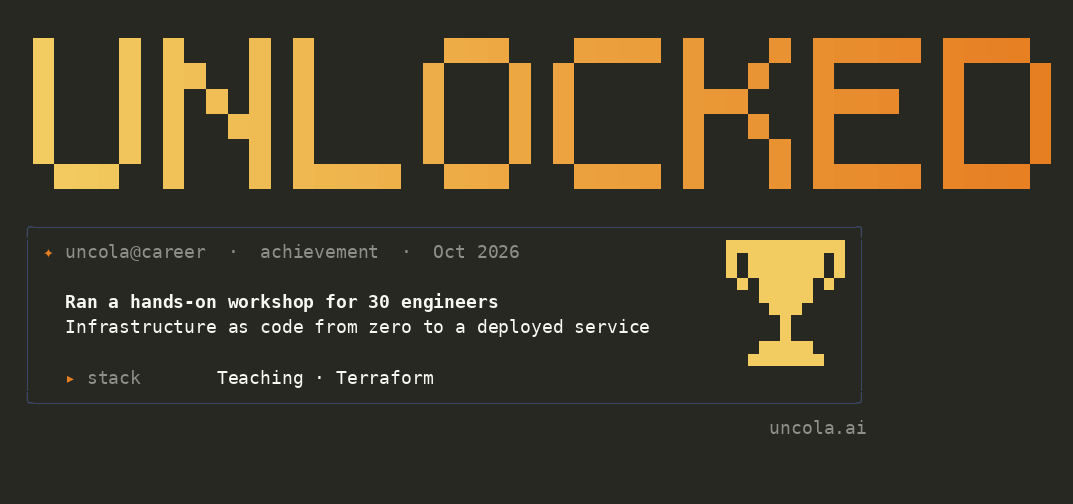 UNLOCKED
✦ uncola@career · achievement · Oct 2026
Ran a hands-on workshop for 30 engineers
Infrastructure as code from zero to a deployed service
▸ stack Teaching · Terraform
uncola.ai